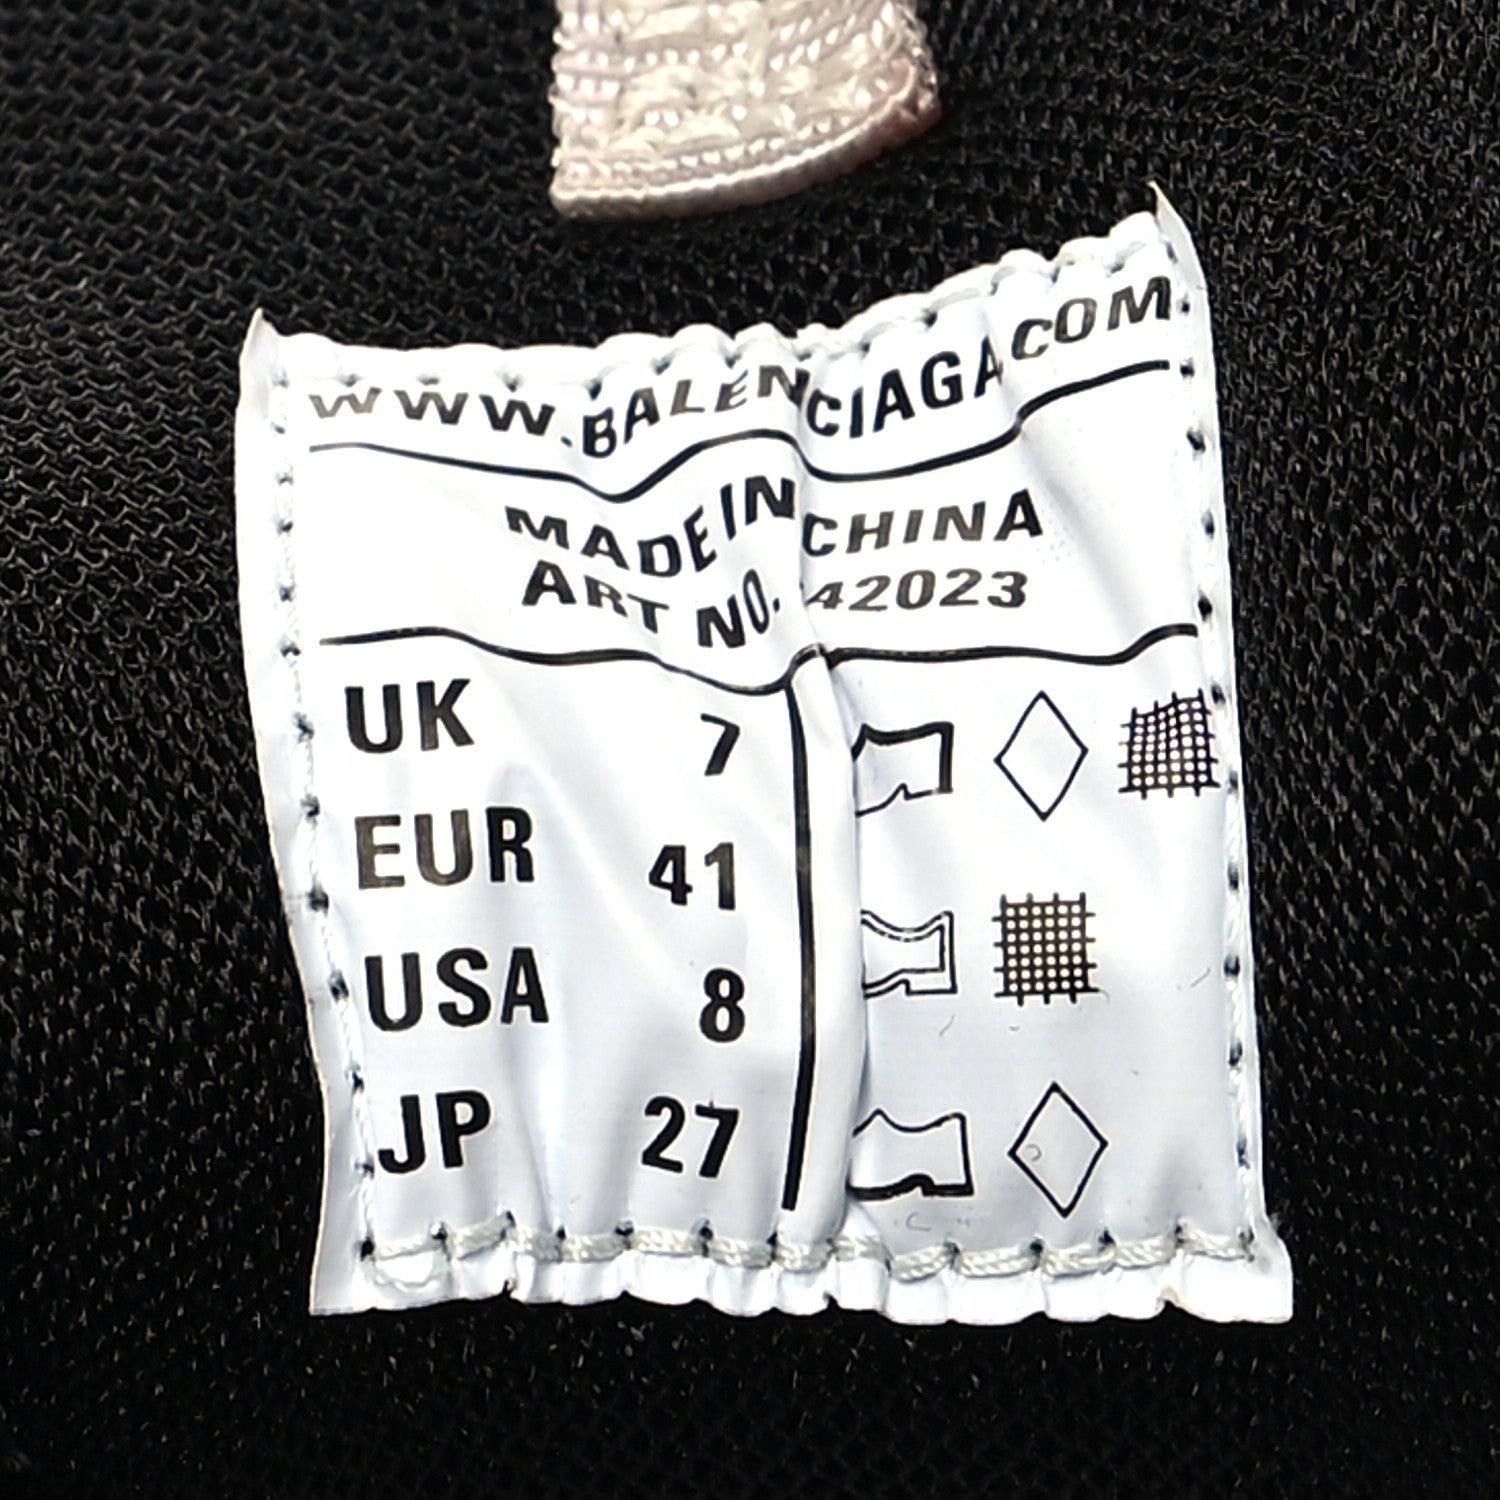 WWW.BALENCIAGA.COM
MADE IN CHINA
ART NO. 42023
UK 7
EUR 41
USA 8
JP 27